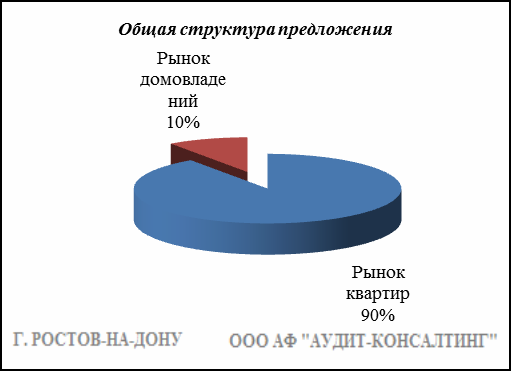 Общая структура предложения
Рынок
домовладе
ний
10%
Рынок
квартир
90%
Г. РОСТОВ-НА-ДОНУ ООО АФ "АУДИТ-КОНСАЛТИНГ"